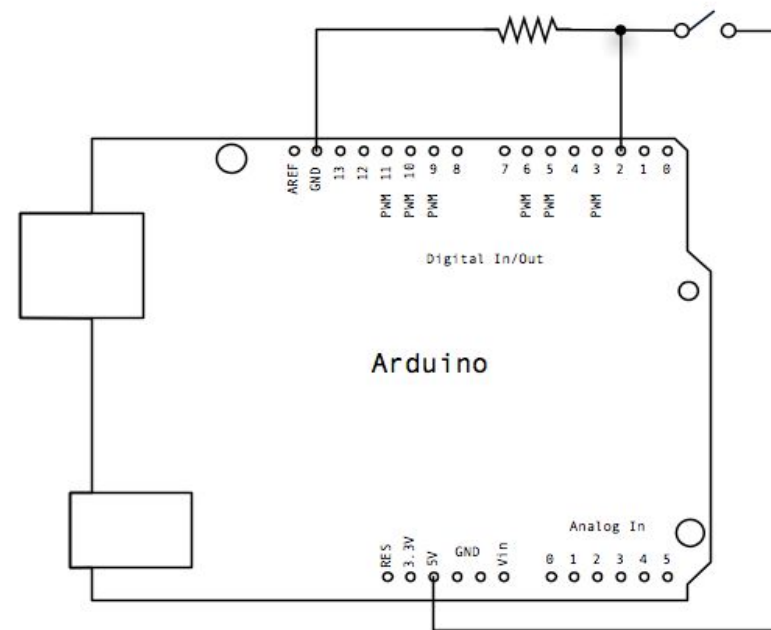 AREF
GND
13
12
11
10
9
8
7
6
5
4
3
2
1
0
PWM
PWM
PWM
PWM
PWM
PWM
Digital In/Out
Arduino
Analog In
RES
3.3V
5V
GND
Vin
0
1
2
3
4
5